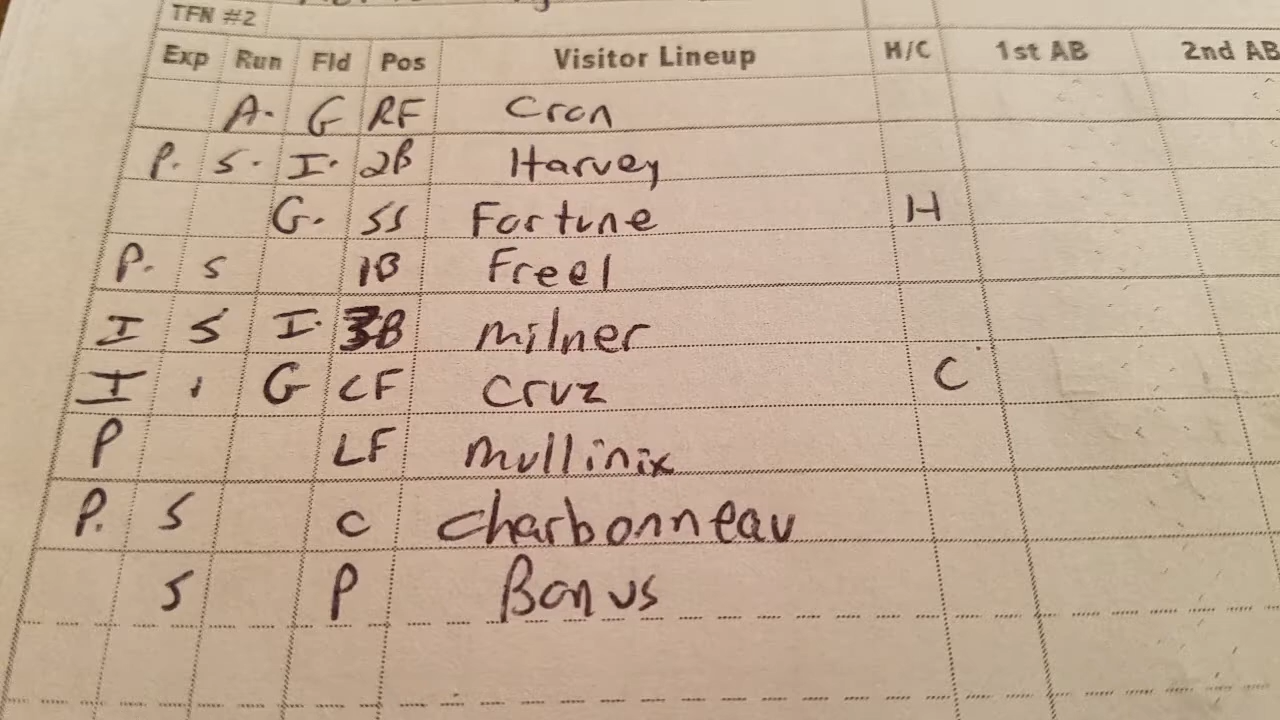 TFN #2
Exp Run Fld Pos Visitor Lineup H/C 1st AB 2nd AB
A. G RF Cron
P. S. I. 2B Harvey
G. SS Fortune H
P. S 1B Freel
I S I. 3B Milner
I 1 G CF Cruz C
P LF Mullinix
P. S C Charbonneau
S P Bonus